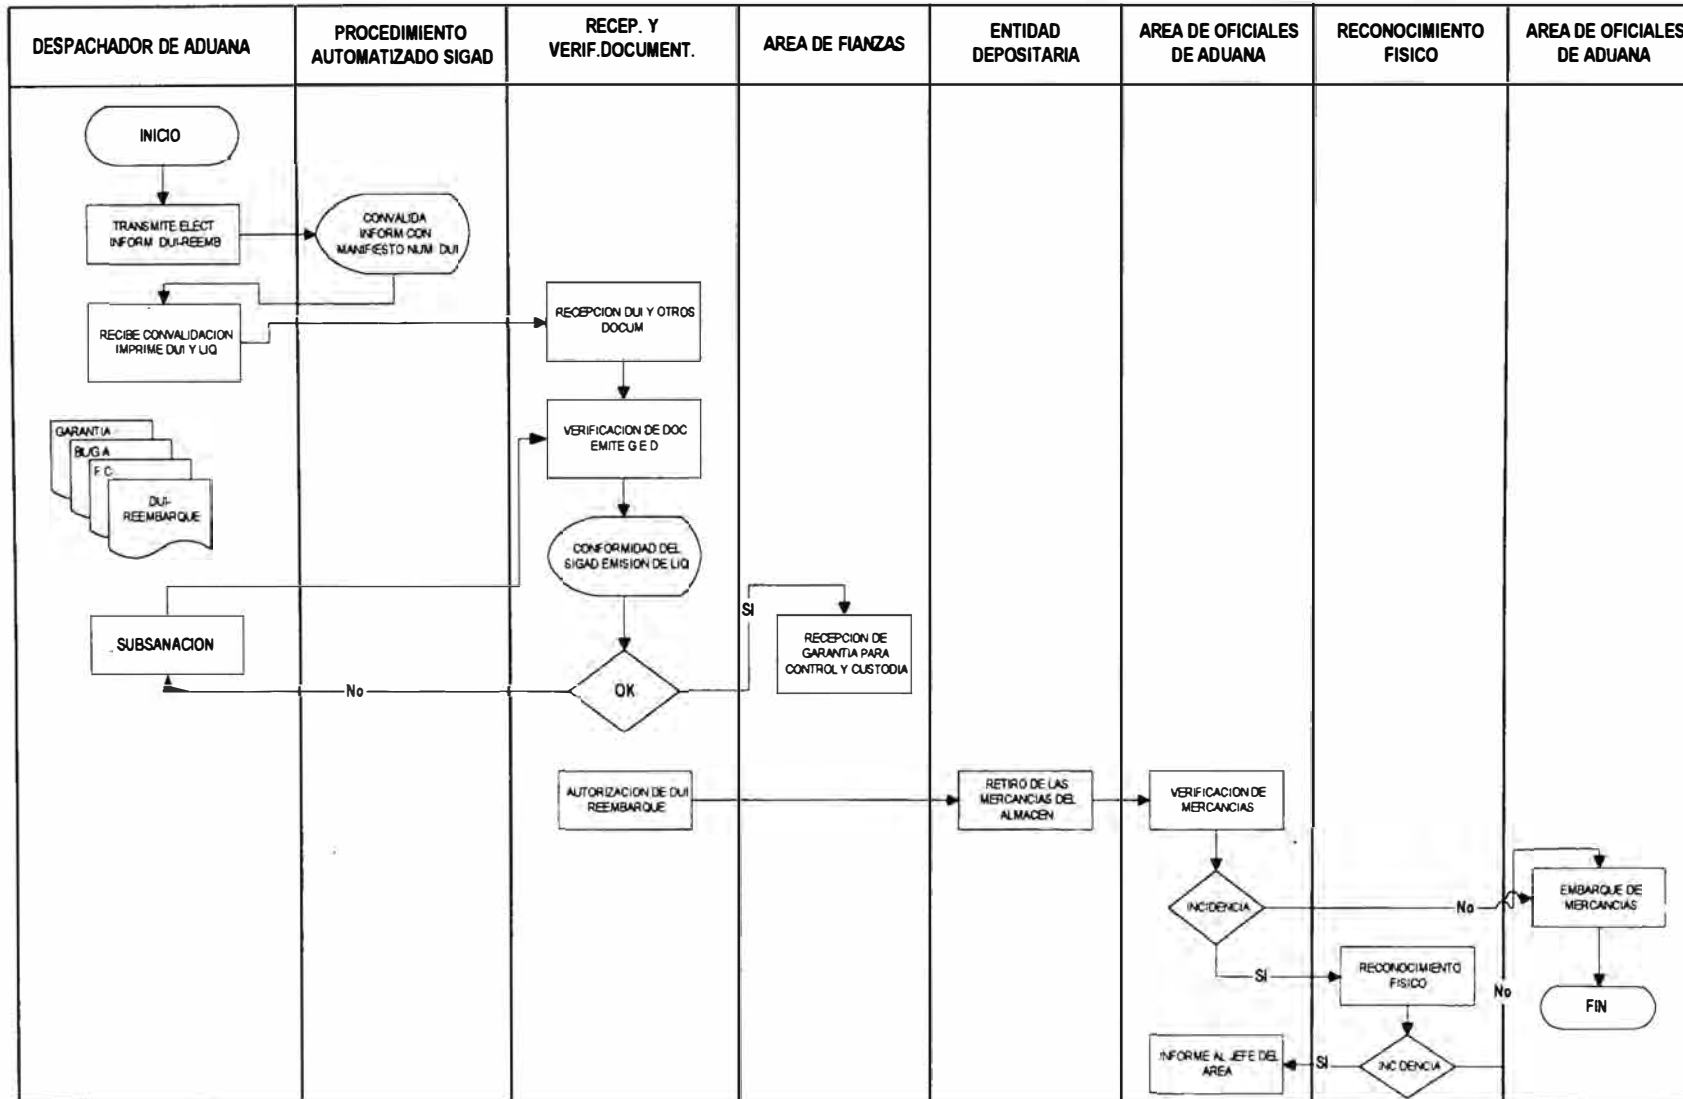 DESPACHADOR DE ADUANA
PROCEDIMIENTO
AUTOMATIZADO SIGAD
RECEP. Y
VERIF.DOCUMENT.
AREA DE FIANZAS
ENTIDAD
DEPOSITARIA
AREA DE OFICIALES
DE ADUANA
RECONOCIMIENTO
FISICO
AREA DE OFICIALES
DE ADUANA
INICIO
TRANSMITE ELECT
INFORM DUI-REEMB
CONVALIDA
INFORM CON
MANIFIESTO NUM DUI
RECIBE CONVALIDACION
IMPRIME DUI Y LIQ
RECEPCION DUI Y OTROS
DOCUM
GARANTIA
F C
DUI-
REEMBARQUE
VERIFICACION DE DOC
EMITE G E D
CONFORMIDAD DEL
SIGAD EMISION DE LIQ
SUBSANACION
No
OK
SI
RECEPCION DE
GARANTIA PARA
CONTROL Y CUSTODIA
AUTORIZACION DE DUI
REEMBARQUE
RETIRO DE LAS
MERCANCIAS DEL
ALMACEN
VERIFICACION DE
MERCANCIAS
INCIDENCIA
No
EMBARQUE DE
MERCANCIAS
SI
RECONOCIMIENTO
FISICO
No
FIN
INFORME AL JEFE DEL
AREA
SI
INCIDENCIA